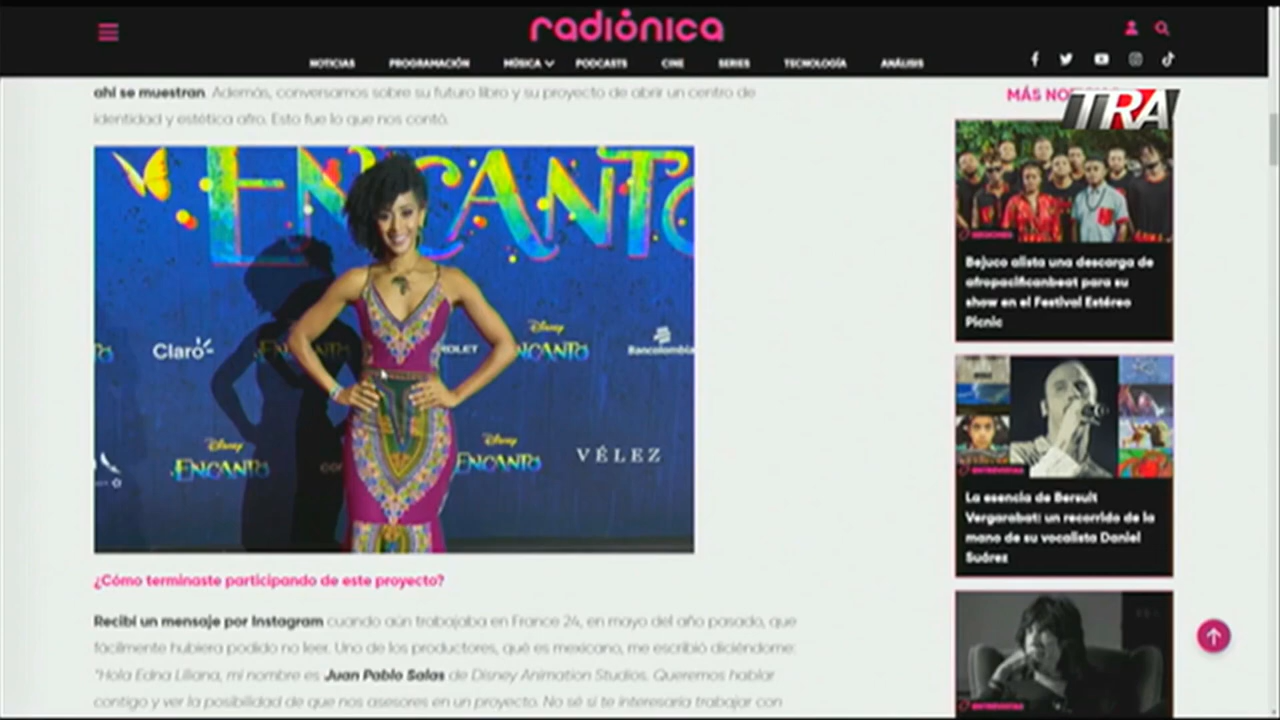 radiónica
NOTICIAS PROGRAMACIÓN MÚSICA PODCASTS CINE SERIES TECNOLOGÍA ANÁLISIS
ahí se muestran. Además, conversamos sobre su futuro libro y su proyecto de abrir un centro de
identidad y estética afro. Esto fue lo que nos contó.
MÁS NO
TRA
ENCANTO
Claro
Disney
ENCANTO
Bancolombia
Disney
ENCANTO
Disney
ENCANTO
VÉLEZ
¿Cómo terminaste participando de este proyecto?
Recibí un mensaje por Instagram cuando aún trabajaba en France 24, en mayo del año pasado, que
fácilmente hubiera podido no leer. Uno de los productores, qué es mexicano, me escribió diciéndome:
"Hola Edna Liliana, mi nombre es Juan Pablo Salas de Disney Animation Studios. Queremos hablar
contigo y ver la posibilidad de que nos asesores en un proyecto. No sé si te interesaría trabajar con
Bejuco alista una descarga de
afropacificanbeat para su
show en el Festival Estéreo
Picnic
ENTREVISTAS
La esencia de Bersuit
Vergarabat: un recorrido de la
mano de su vocalista Daniel
Suárez
ENTREVISTAS